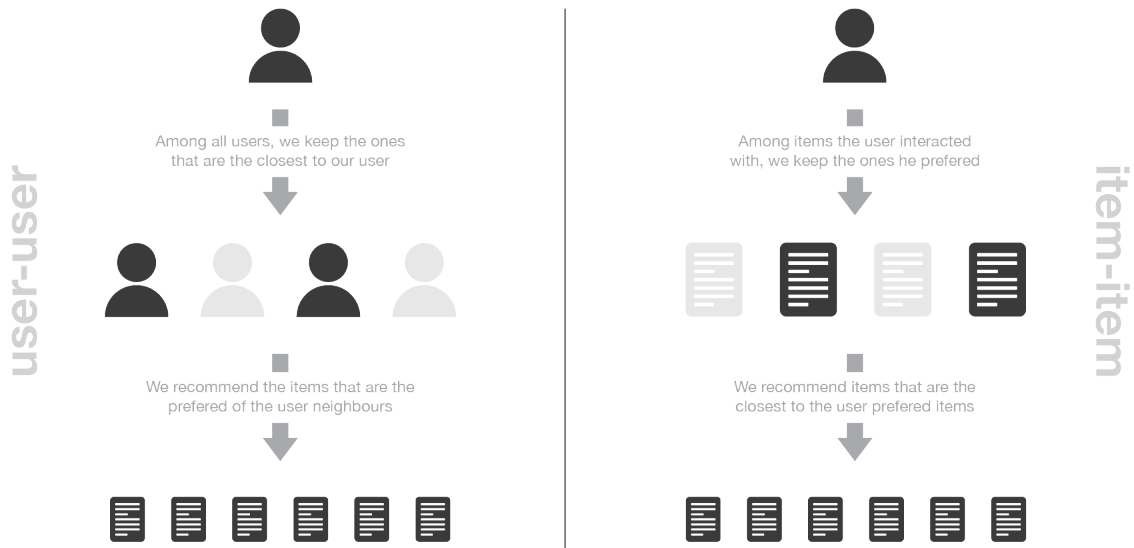 user-user
Among all users, we keep the ones
that are the closest to our user
We recommend the items that are the
prefered of the user neighbours
Among items the user interacted
with, we keep the ones he prefered
We recommend items that are the
closest to the user prefered items
item-item